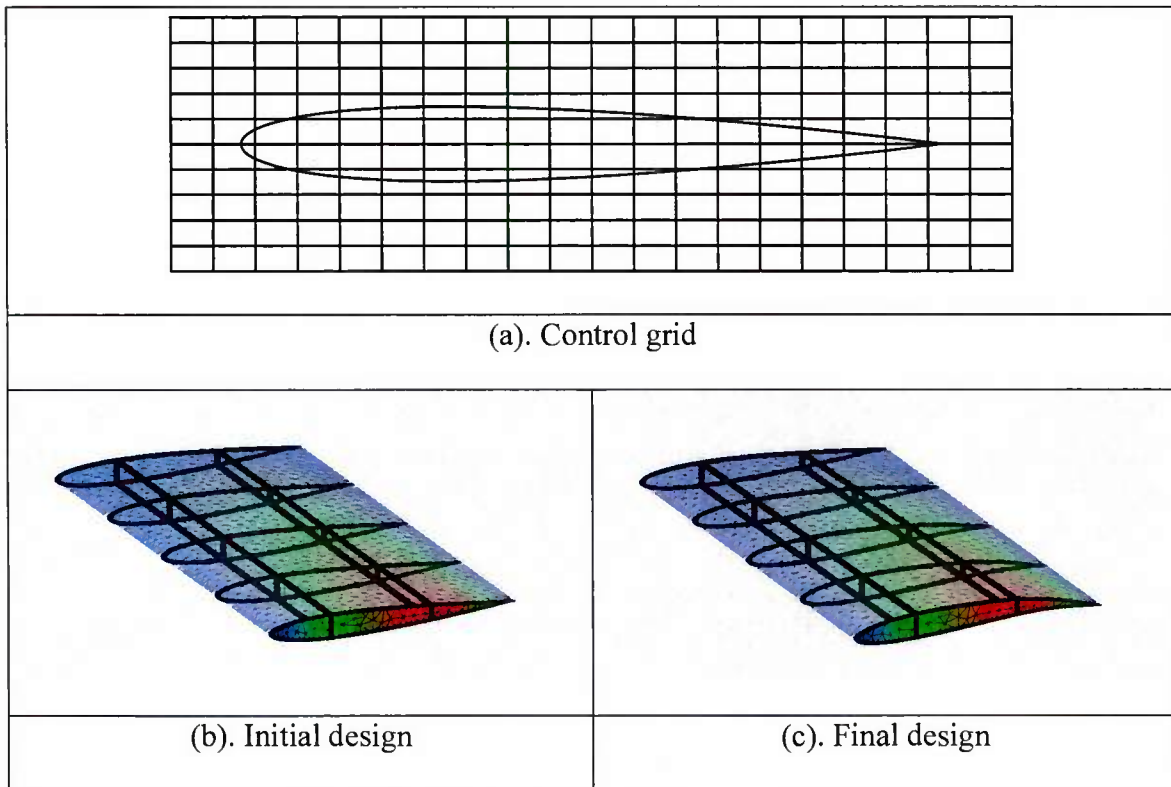 (a). Control grid
(b). Initial design
(c). Final design